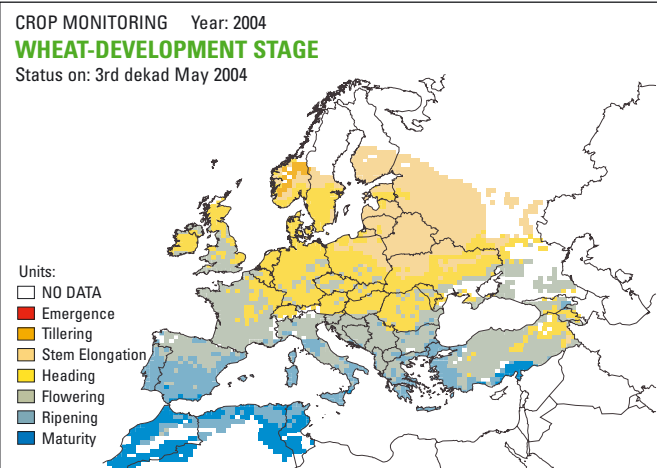 CROP MONITORING Year: 2004
WHEAT-DEVELOPMENT STAGE
Status on: 3rd dekad May 2004
Units:
NO DATA
Emergence
Tillering
Stem Elongation
Heading
Flowering
Ripening
Maturity